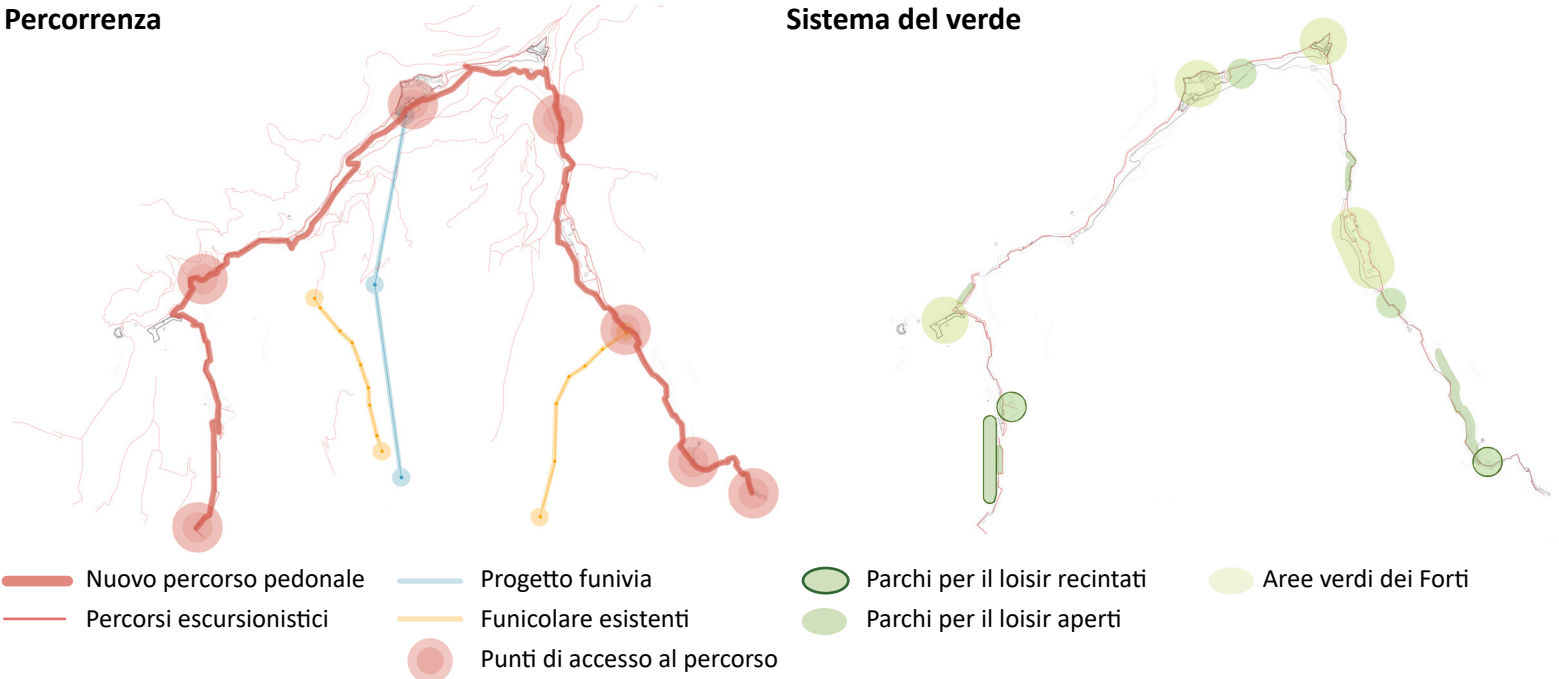 Percorrenza
Sistema del verde
Nuovo percorso pedonale
Percorsi escursionistici
Progetto funivia
Funicolare esistenti
Punti di accesso al percorso
Parchi per il loisir recintati
Parchi per il loisir aperti
Aree verdi dei Forti